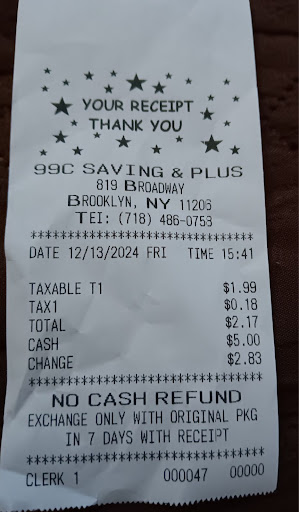 YOUR RECEIPT
THANK YOU
99C SAVING & PLUS
819 BROADWAY
BROOKLYN, NY 11206
TEI: (718) 486-0753
******************************
DATE 12/13/2024 FRI TIME 15:41
TAXABLE T1 $1.99
TAX1 $0.18
TOTAL $2.17
CASH $5.00
CHANGE $2.83
******************************
NO CASH REFUND
EXCHANGE ONLY WITH ORIGINAL PKG
IN 7 DAYS WITH RECEIPT
******************************
CLERK 1 000047 00000